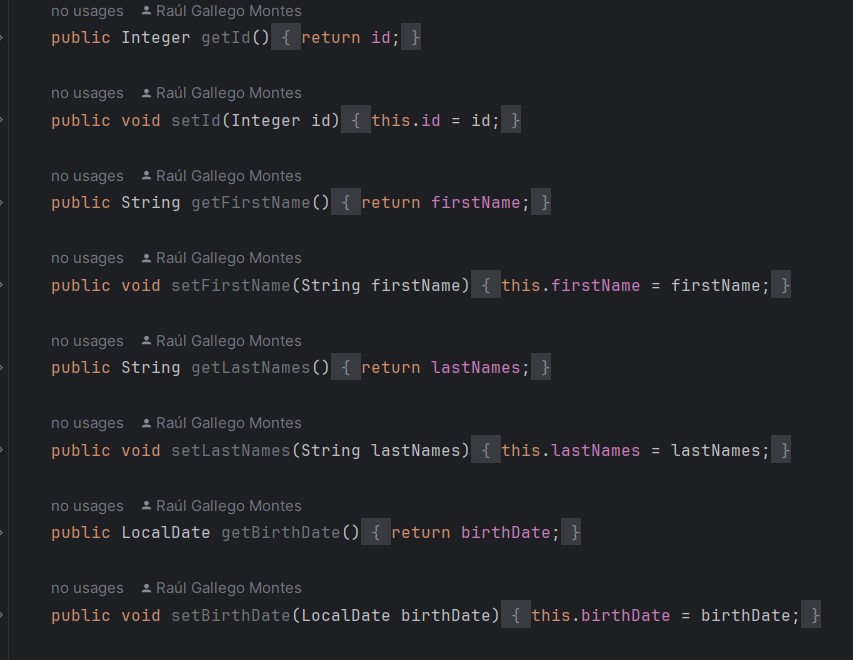 no usages Raúl Gallego Montes
public Integer getId() { return id; }
no usages Raúl Gallego Montes
public void setId(Integer id) { this.id = id; }
no usages Raúl Gallego Montes
public String getFirstName() { return firstName; }
no usages Raúl Gallego Montes
public void setFirstName(String firstName) { this.firstName = firstName; }
no usages Raúl Gallego Montes
public String getLastNames() { return lastNames; }
no usages Raúl Gallego Montes
public void setLastNames(String lastNames) { this.lastNames = lastNames; }
no usages Raúl Gallego Montes
public LocalDate getBirthDate() { return birthDate; }
no usages Raúl Gallego Montes
public void setBirthDate(LocalDate birthDate) { this.birthDate = birthDate; }